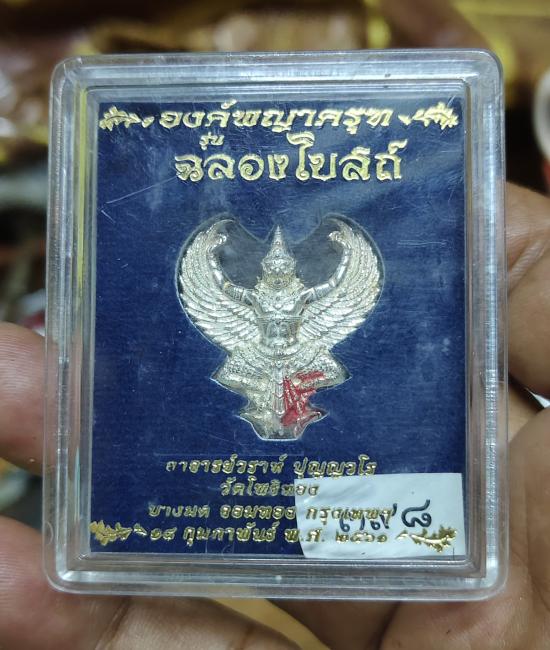 องค์พญาครุฑ
รุ่น
ฉลองโบสถ์
อาจารย์วราห์ ปุญญวโร
วัดโพธิทอง
บางมด จอมทอง กรุงเทพฯ
๑๘ กุมภาพันธ์ พ.ศ. ๒๕๖๑